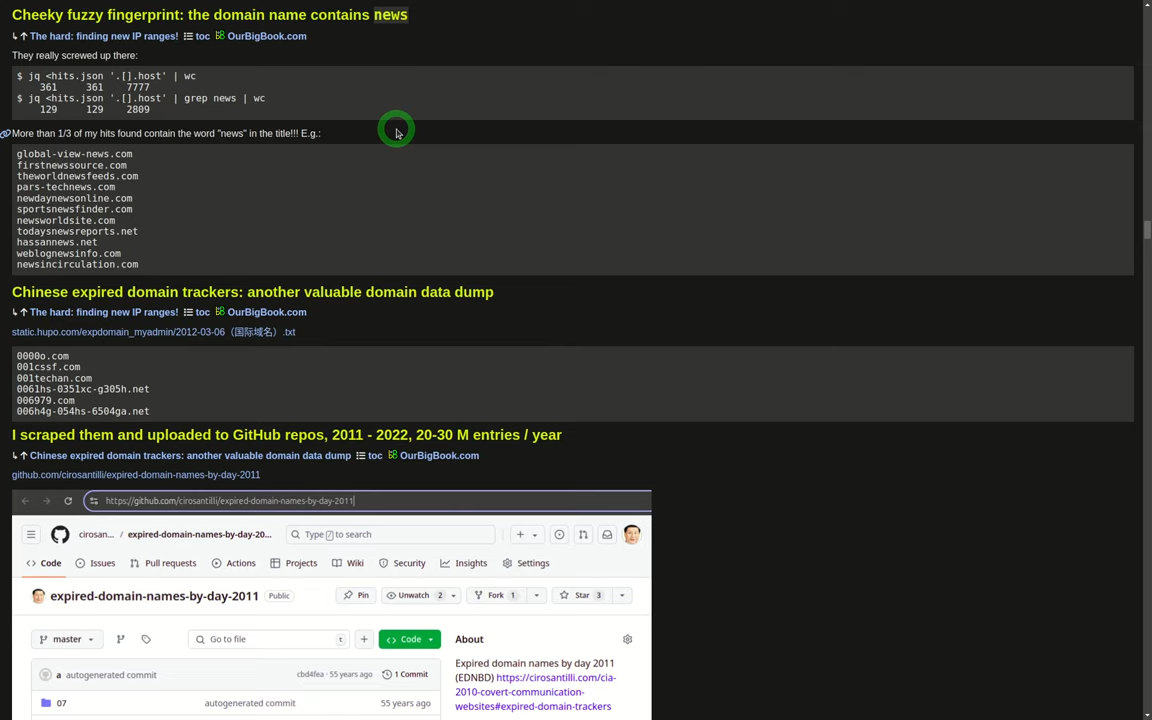 Cheeky fuzzy fingerprint: the domain name contains news
↳↑ The hard: finding new IP ranges! toc OurBigBook.com
They really screwed up there:
$ jq <hits.json '.[].host' | wc
361 361 7777
$ jq <hits.json '.[].host' | grep news | wc
129 129 2809
More than 1/3 of my hits found contain the word "news" in the title!!! E.g.:
global-view-news.com
firstnewssource.com
theworldnewsfeeds.com
pars-technews.com
newdaynewsonline.com
sportsnewsfinder.com
newsworldsite.com
todaysnewsreports.net
hassannews.net
weblognewsinfo.com
newsincirculation.com
Chinese expired domain trackers: another valuable domain data dump
↳↑ The hard: finding new IP ranges! toc OurBigBook.com
static.hupo.com/expdomain_myadmin/2012-03-06（国际域名）.txt
0000o.com
001cssf.com
001techan.com
0061hs-0351xc-g305h.net
006979.com
006h4g-054hs-6504ga.net
I scraped them and uploaded to GitHub repos, 2011 - 2022, 20-30 M entries / year
↳↑ Chinese expired domain trackers: another valuable domain data dump toc OurBigBook.com
github.com/cirosantilli/expired-domain-names-by-day-2011
https://github.com/cirosantilli/expired-domain-names-by-day-2011
cirosan... / expired-domain-names-by-day-20... Type / to search
Code Issues Pull requests Actions Projects Wiki Security Insights Settings
expired-domain-names-by-day-2011 Public Pin Unwatch 2 Fork 1 Star 3
master Go to file t + Code About
Expired domain names by day 2011
a autogenerated commit cbd4fea · 55 years ago 1 Commit
(EDNBD) https://cirosantilli.com/cia-
2010-covert-communication-
07 autogenerated commit 55 years ago
websites#expired-domain-trackers